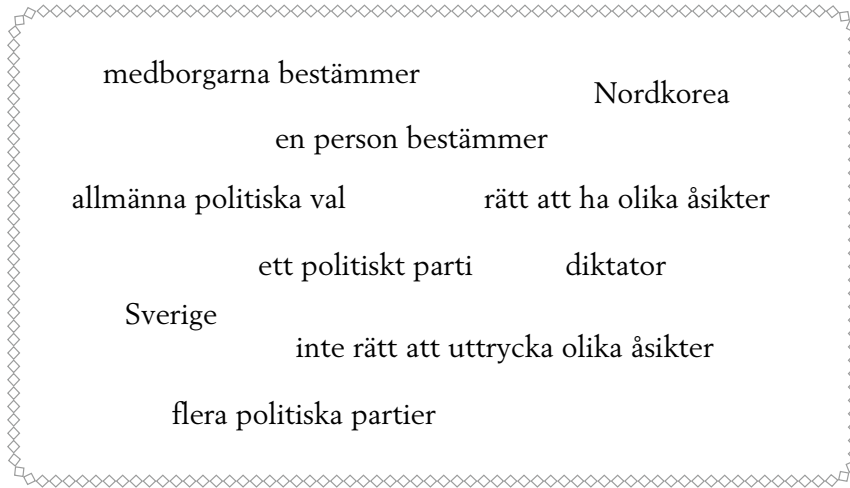 medborgarna bestämmer
Nordkorea
en person bestämmer
allmänna politiska val
rätt att ha olika åsikter
ett politiskt parti
diktator
Sverige
inte rätt att uttrycka olika åsikter
flera politiska partier